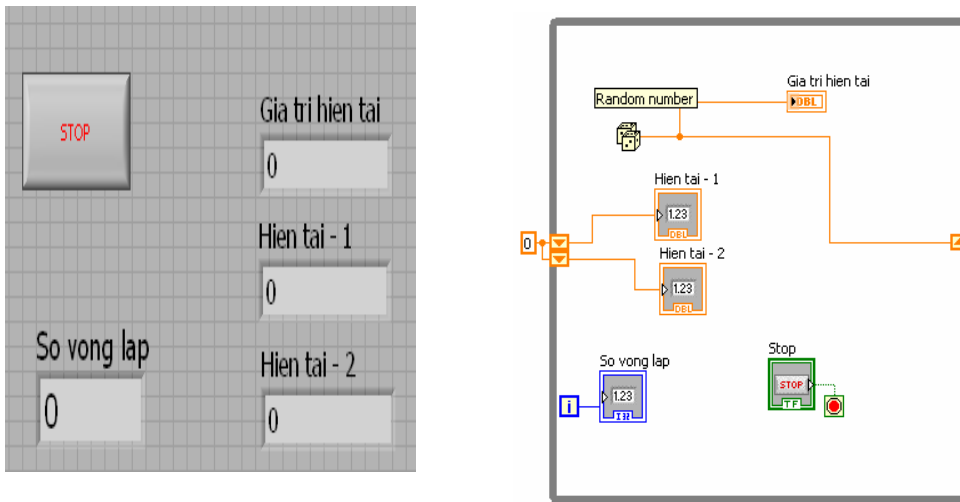 STOP
Gia tri hien tai
0
Hien tai - 1
0
So vong lap
0
Hien tai - 2
0
Gia tri hien tai
Random number
DBL
Hien tai - 1
1.23
DBL
0
Hien tai - 2
1.23
DBL
So vong lap
i
1.23
I32
Stop
STOP
TF